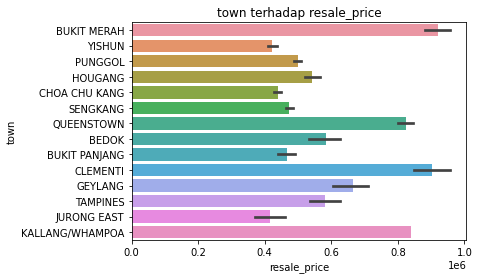 town terhadap resale_price
BUKIT MERAH
YISHUN
PUNGGOL
HOUGANG
CHOA CHU KANG
SENGKANG
QUEENSTOWN
BEDOK
BUKIT PANJANG
CLEMENTI
GEYLANG
TAMPINES
JURONG EAST
KALLANG/WHAMPOA
town
0.0 0.2 0.4 0.6 0.8 1.0
1e6
resale_price